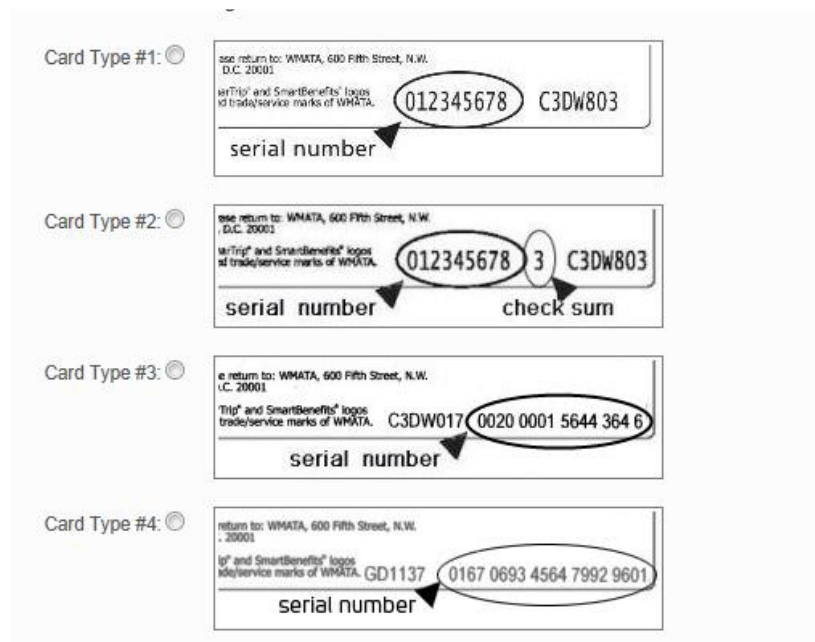 Card Type #1:
ase return to: WMATA, 600 Fifth Street, N.W.
D.C. 20001
arTrip® and SmartBenefits® logos
d trade/service marks of WMATA. 012345678 C3DW803
serial number
Card Type #2:
ase return to: WMATA, 600 Fifth Street, N.W.
, D.C. 20001
arTrip® and SmartBenefits® logos
d trade/service marks of WMATA. 012345678 3 C3DW803
serial number check sum
Card Type #3:
e return to: WMATA, 600 Fifth Street, N.W.
.C. 20001
Trip® and SmartBenefits® logos
trade/service marks of WMATA. C3DW017 0020 0001 5644 364 6
serial number
Card Type #4:
return to: WMATA, 600 Fifth Street, N.W.
. 20001
ip® and SmartBenefits® logos
ade/service marks of WMATA. GD1137 0167 0693 4564 7992 9601
serial number